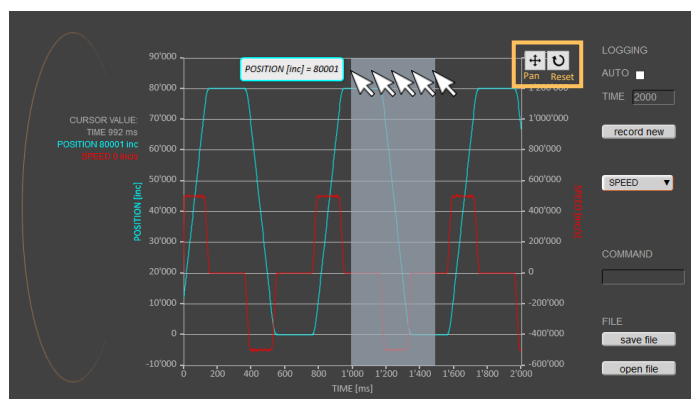 90'000
80'000
70'000
60'000
50'000
40'000
30'000
20'000
10'000
0
-10'000
POSITION [inc]
POSITION [inc] = 80001
CURSOR VALUE:
TIME 992 ms
POSITION 80001 inc
SPEED 0
Pan Reset
1'200'000
1'000'000
800'000
600'000
400'000
200'000
0
-200'000
-400'000
-600'000
0 200 400 600 800 1'000 1'200 1'400 1'600 1'800 2'000
TIME [ms]
LOGGING
AUTO
TIME 2000
record new
SPEED
COMMAND
FILE
save file
open file